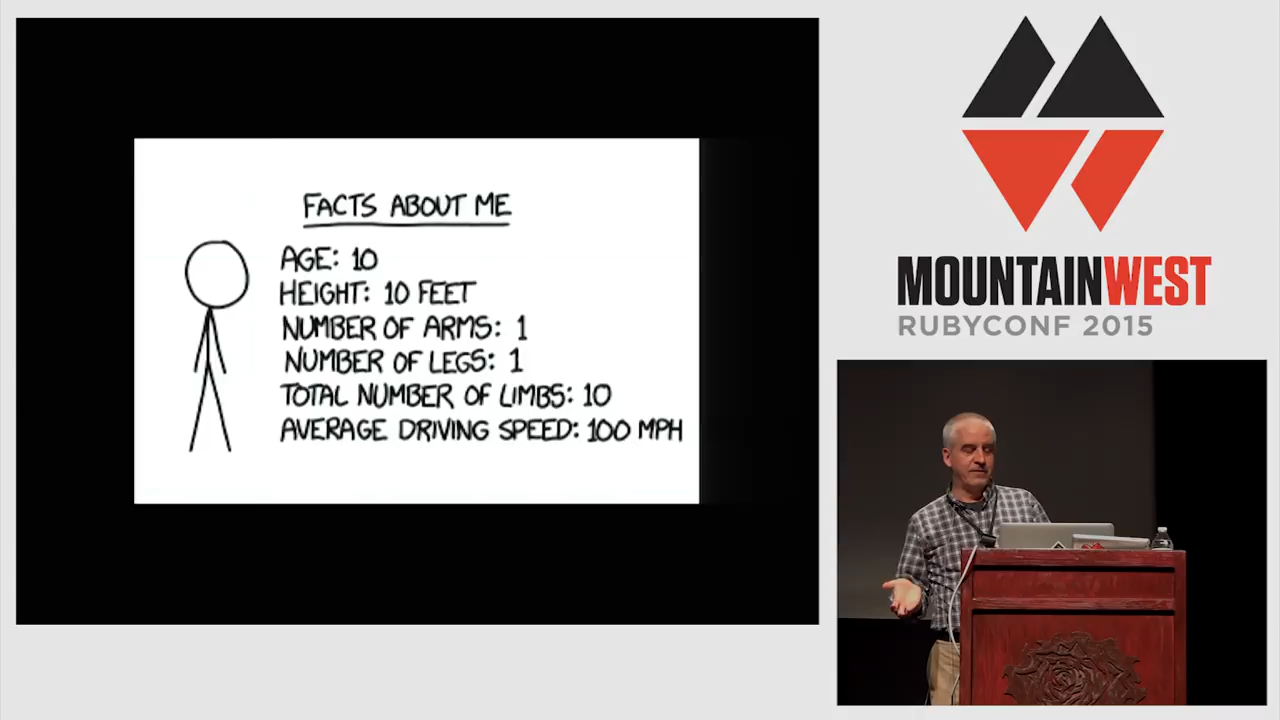 FACTS ABOUT ME
AGE: 10
HEIGHT: 10 FEET
NUMBER OF ARMS: 1
NUMBER OF LEGS: 1
TOTAL NUMBER OF LIMBS: 10
AVERAGE DRIVING SPEED: 100 MPH
MOUNTAINWEST
RUBYCONF 2015